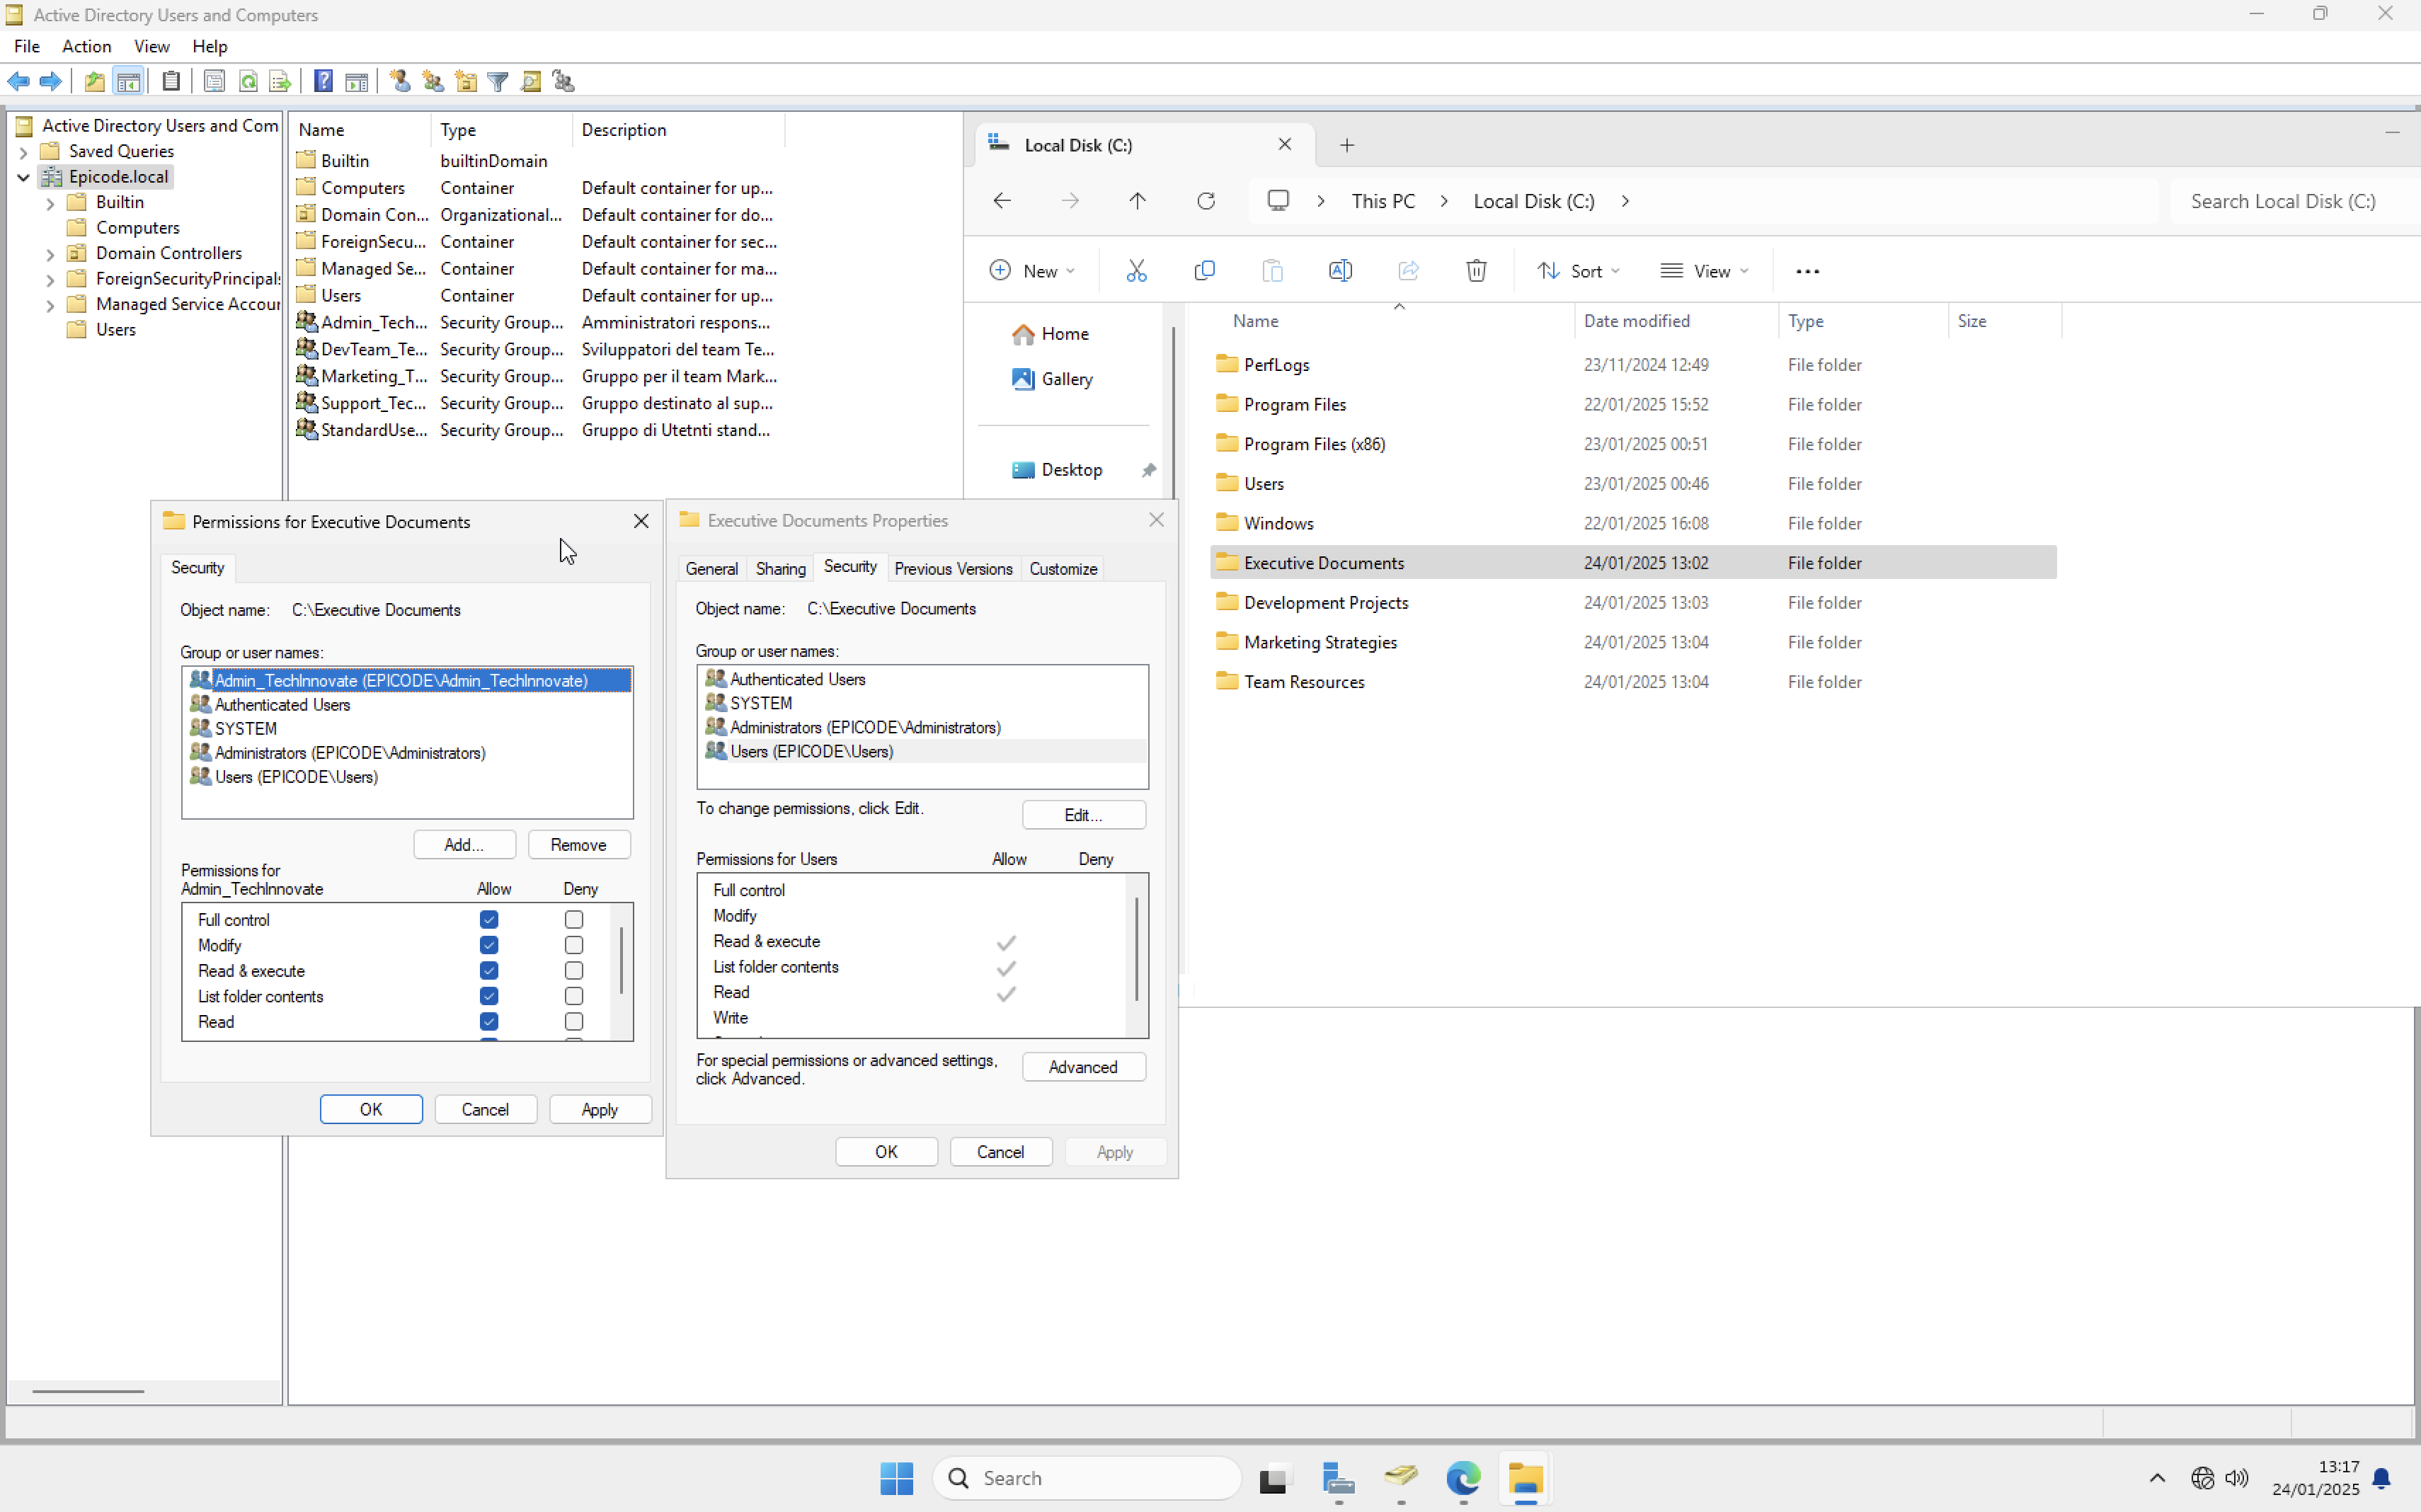 Active Directory Users and Computers
File Action View Help
Active Directory Users and Com
Saved Queries
Epicode.local
Builtin
Computers
Domain Controllers
ForeignSecurityPrincipal
Managed Service Accour
Users
Name Type Description
Builtin builtinDomain
Computers Container Default container for up...
Domain Con... Organizational... Default container for do...
ForeignSecu... Container Default container for sec...
Managed Se... Container Default container for ma...
Users Container Default container for up...
Admin_Tech... Security Group... Amministratori respons...
DevTeam_Te... Security Group... Sviluppatori del team Te...
Marketing_T... Security Group... Gruppo per il team Mark...
Support_Tec... Security Group... Gruppo destinato al sup...
StandardUse... Security Group... Gruppo di Utetnti stand...
Local Disk (C:)
This PC Local Disk (C:)
Search Local Disk (C:)
New Sort View
Home
Gallery
Desktop
Name Date modified Type Size
PerfLogs 23/11/2024 12:49 File folder
Program Files 22/01/2025 15:52 File folder
Program Files (x86) 23/01/2025 00:51 File folder
Users 23/01/2025 00:46 File folder
Windows 22/01/2025 16:08 File folder
Executive Documents 24/01/2025 13:02 File folder
Development Projects 24/01/2025 13:03 File folder
Marketing Strategies 24/01/2025 13:04 File folder
Team Resources 24/01/2025 13:04 File folder
Permissions for Executive Documents
Security
Object name: C:\Executive Documents
Group or user names:
Admin_TechInnovate (EPICODE\Admin_TechInnovate)
Authenticated Users
SYSTEM
Administrators (EPICODE\Administrators)
Users (EPICODE\Users)
Add... Remove
Permissions for
Admin_TechInnovate Allow Deny
Full control
Modify
Read & execute
List folder contents
Read
OK Cancel Apply
Executive Documents Properties
General Sharing Security Previous Versions Customize
Object name: C:\Executive Documents
Group or user names:
Authenticated Users
SYSTEM
Administrators (EPICODE\Administrators)
Users (EPICODE\Users)
To change permissions, click Edit. Edit...
Permissions for Users Allow Deny
Full control
Modify
Read & execute
List folder contents
Read
Write
For special permissions or advanced settings,
click Advanced. Advanced
OK Cancel Apply
Search
13:17
24/01/2025